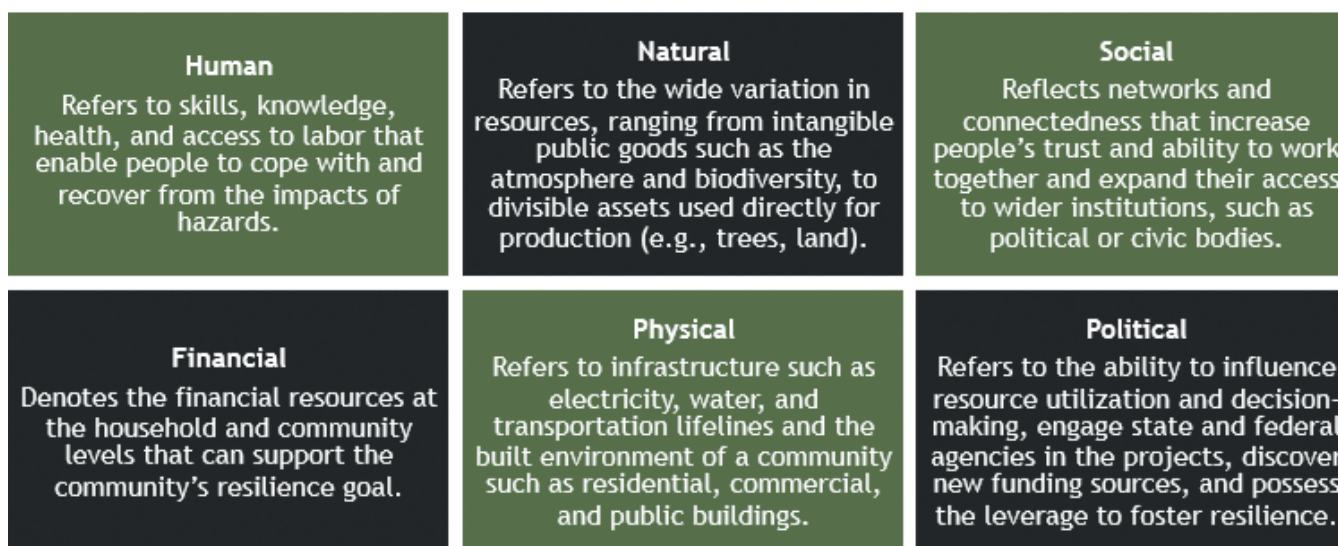 Human
Refers to skills, knowledge,
health, and access to labor that
enable people to cope with and
recover from the impacts of
hazards.
Natural
Refers to the wide variation in
resources, ranging from intangible
public goods such as the
atmosphere and biodiversity, to
divisible assets used directly for
production (e.g., trees, land).
Social
Reflects networks and
connectedness that increase
people’s trust and ability to work
together and expand their access
to wider institutions, such as
political or civic bodies.
Financial
Denotes the financial resources at
the household and community
levels that can support the
community’s resilience goal.
Physical
Refers to infrastructure such as
electricity, water, and
transportation lifelines and the
built environment of a community
such as residential, commercial,
and public buildings.
Political
Refers to the ability to influence
resource utilization and decision-
making, engage state and federal
agencies in the projects, discover
new funding sources, and possess
the leverage to foster resilience.